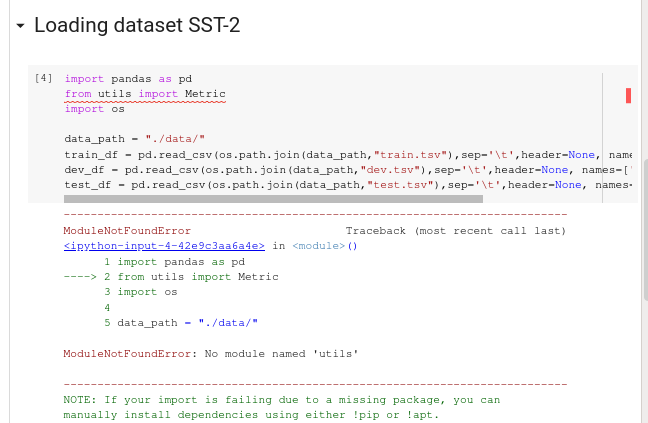 Loading dataset SST-2
[4] import pandas as pd
from utils import Metric
import os
data_path = "./data/"
train_df = pd.read_csv(os.path.join(data_path,"train.tsv"),sep='\t',header=None, name
dev_df = pd.read_csv(os.path.join(data_path,"dev.tsv"),sep='\t',header=None, names=['
test_df = pd.read_csv(os.path.join(data_path,"test.tsv"),sep='\t',header=None, names=
---------------------------------------------------------------------------
ModuleNotFoundError Traceback (most recent call last)
<ipython-input-4-42e9c3aa6a4e> in <module>()
1 import pandas as pd
----> 2 from utils import Metric
3 import os
4
5 data_path = "./data/"
ModuleNotFoundError: No module named 'utils'
---------------------------------------------------------------------------
NOTE: If your import is failing due to a missing package, you can
manually install dependencies using either !pip or !apt.